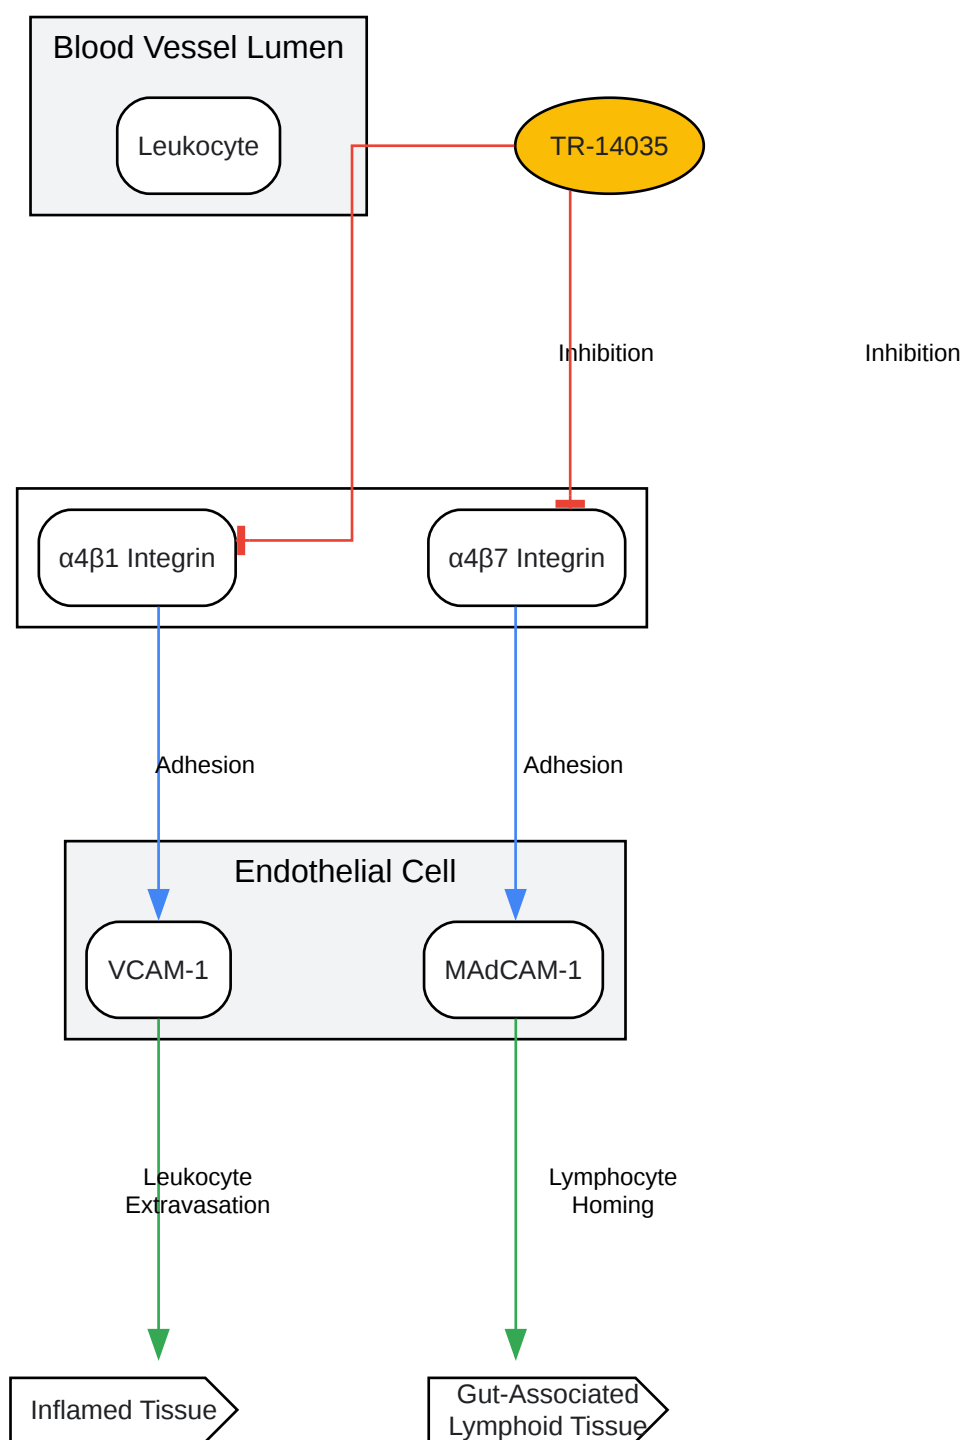 Blood Vessel Lumen
Leukocyte
TR-14035
Inhibition
Inhibition
α4β1 Integrin
α4β7 Integrin
Adhesion
Adhesion
Endothelial Cell
VCAM-1
MAdCAM-1
Leukocyte
Extravasation
Lymphocyte
Homing
Inflamed Tissue
Gut-Associated
Lymphoid Tissue